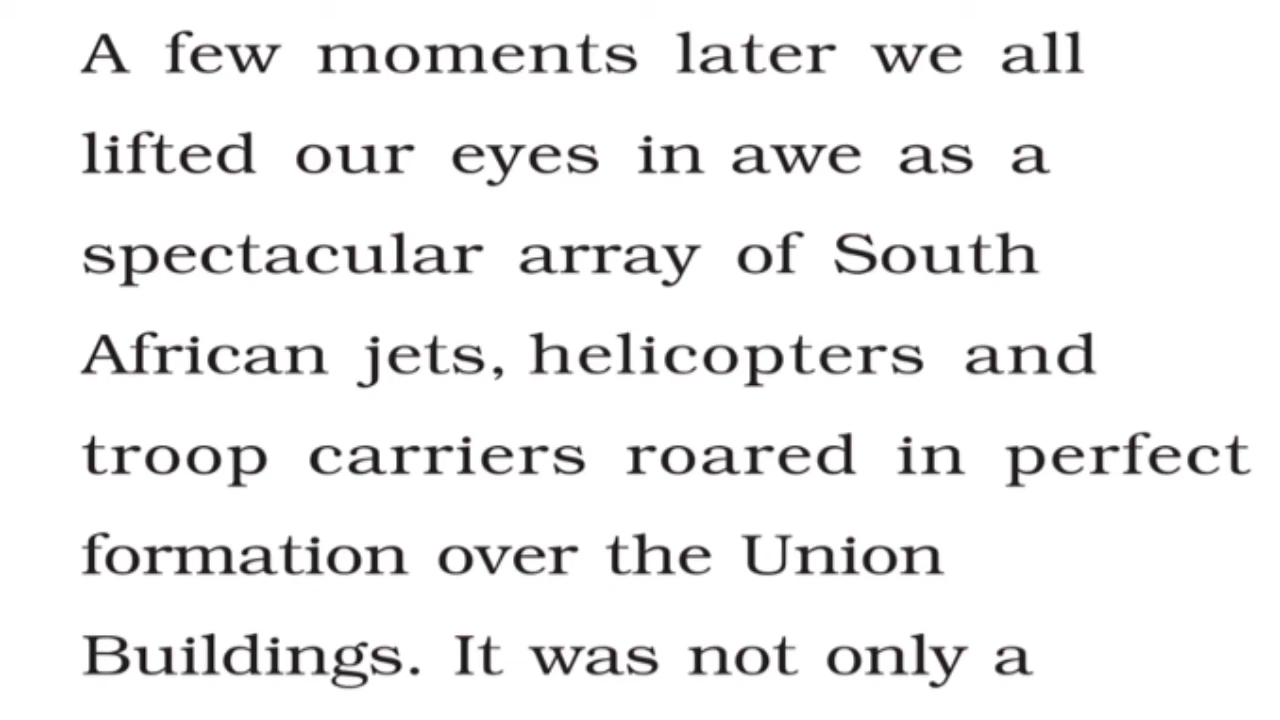 A few moments later we all
lifted our eyes in awe as a
spectacular array of South
African jets, helicopters and
troop carriers roared in perfect
formation over the Union
Buildings. It was not only a